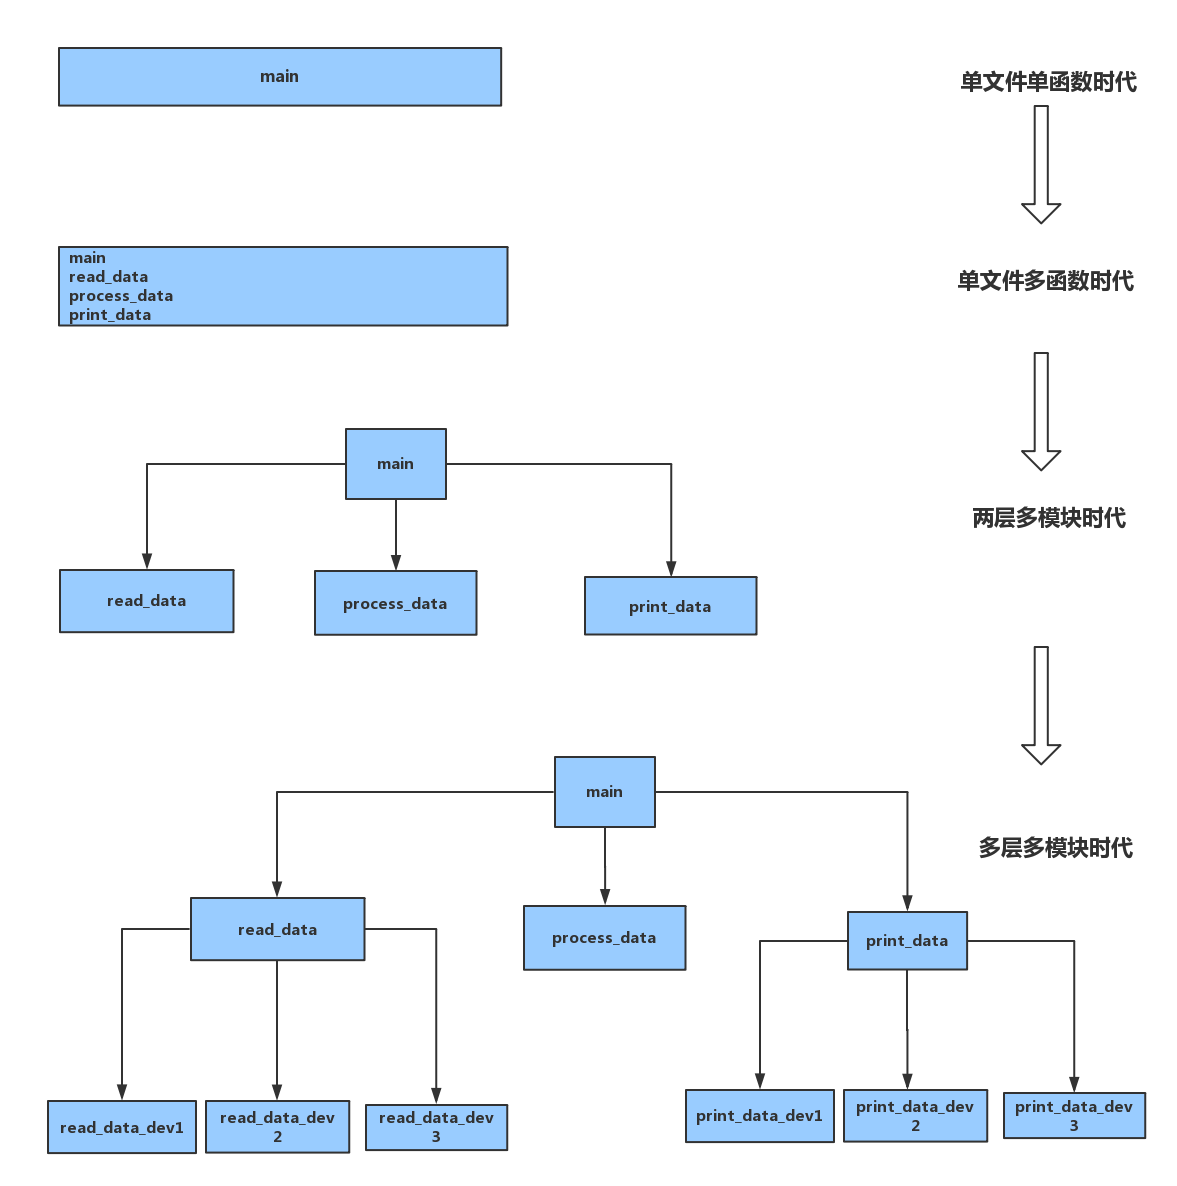 main
单文件单函数时代
main
read_data
process_data
print_data
单文件多函数时代
main
两层多模块时代
read_data
process_data
print_data
main
多层多模块时代
read_data
process_data
print_data
read_data_dev1
read_data_dev
2
read_data_dev
3
print_data_dev1
print_data_dev
2
print_data_dev
3